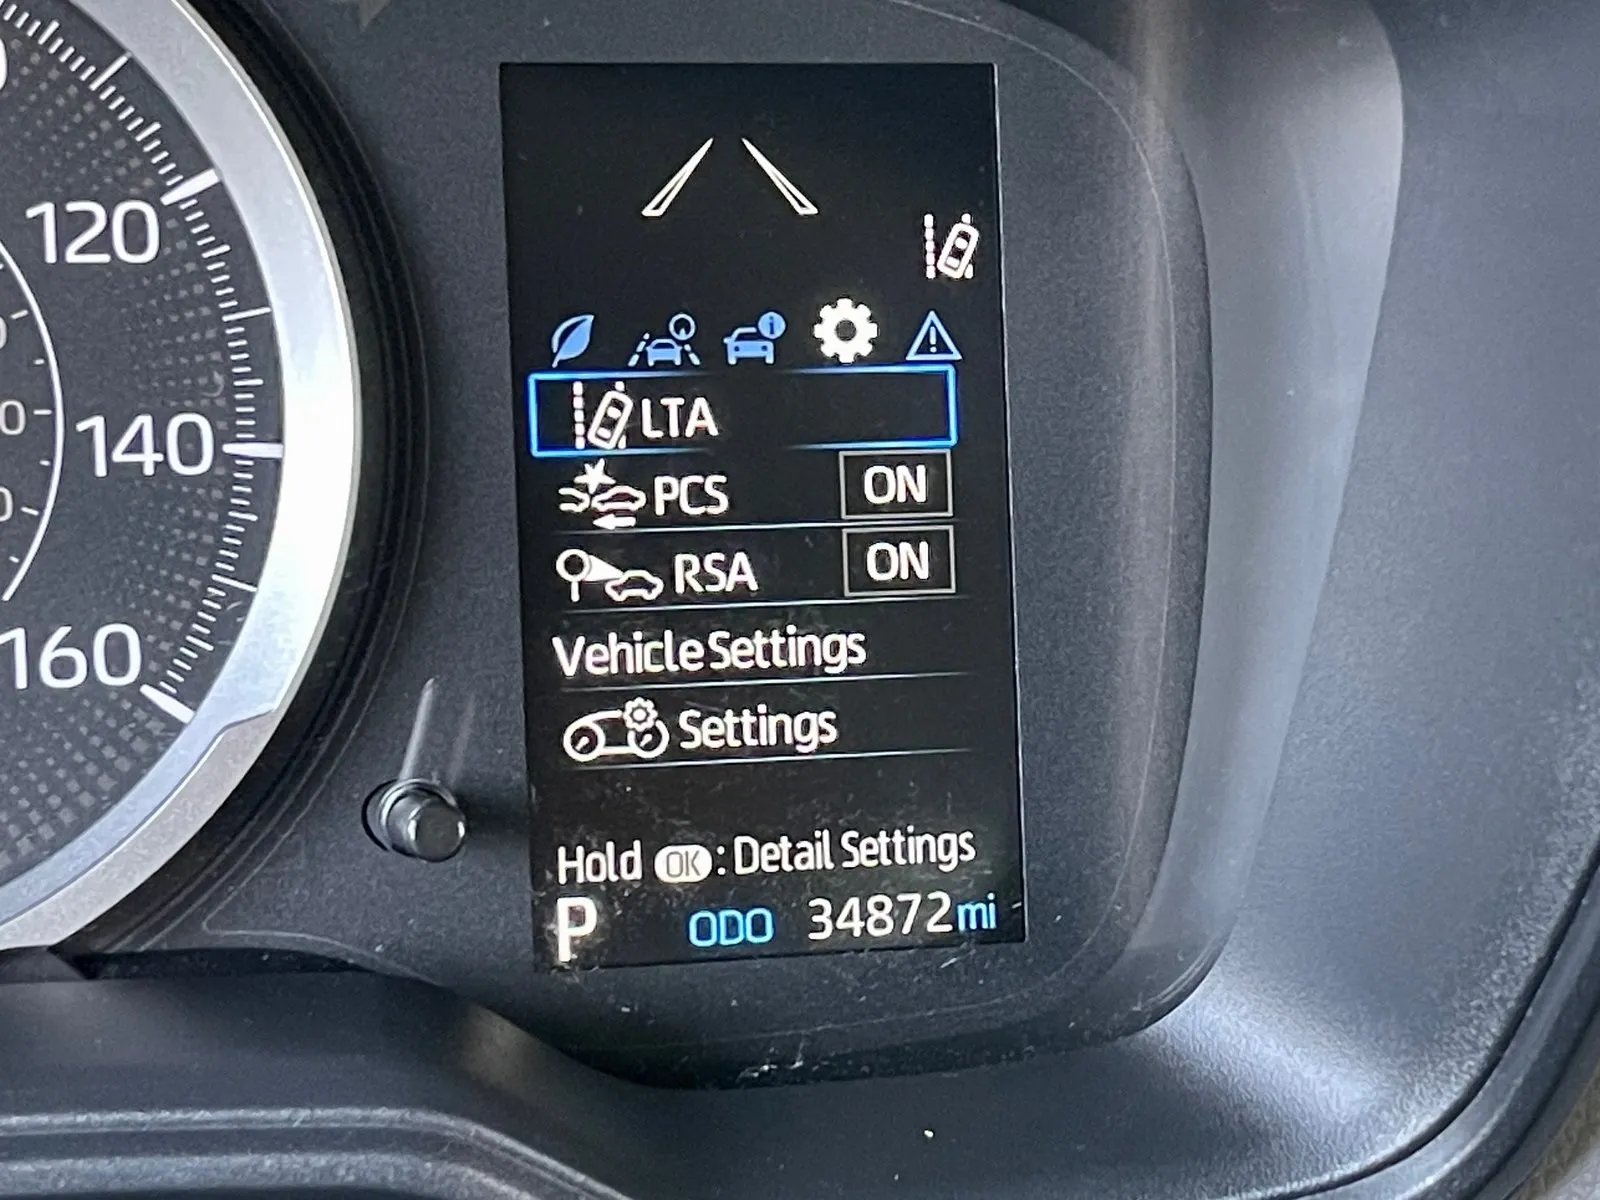 120
140
160
LTA
PCS ON
RSA ON
Vehicle Settings
Settings
Hold OK : Detail Settings
P ODO 34872 mi